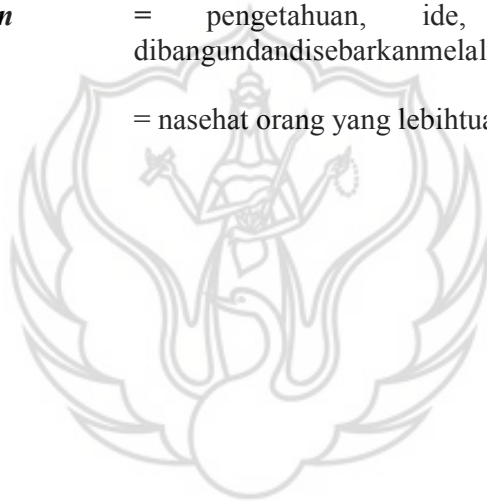 n = pengetahuan, ide,
dibangundandisebarkanmelal
= nasehat orang yang lebihtua